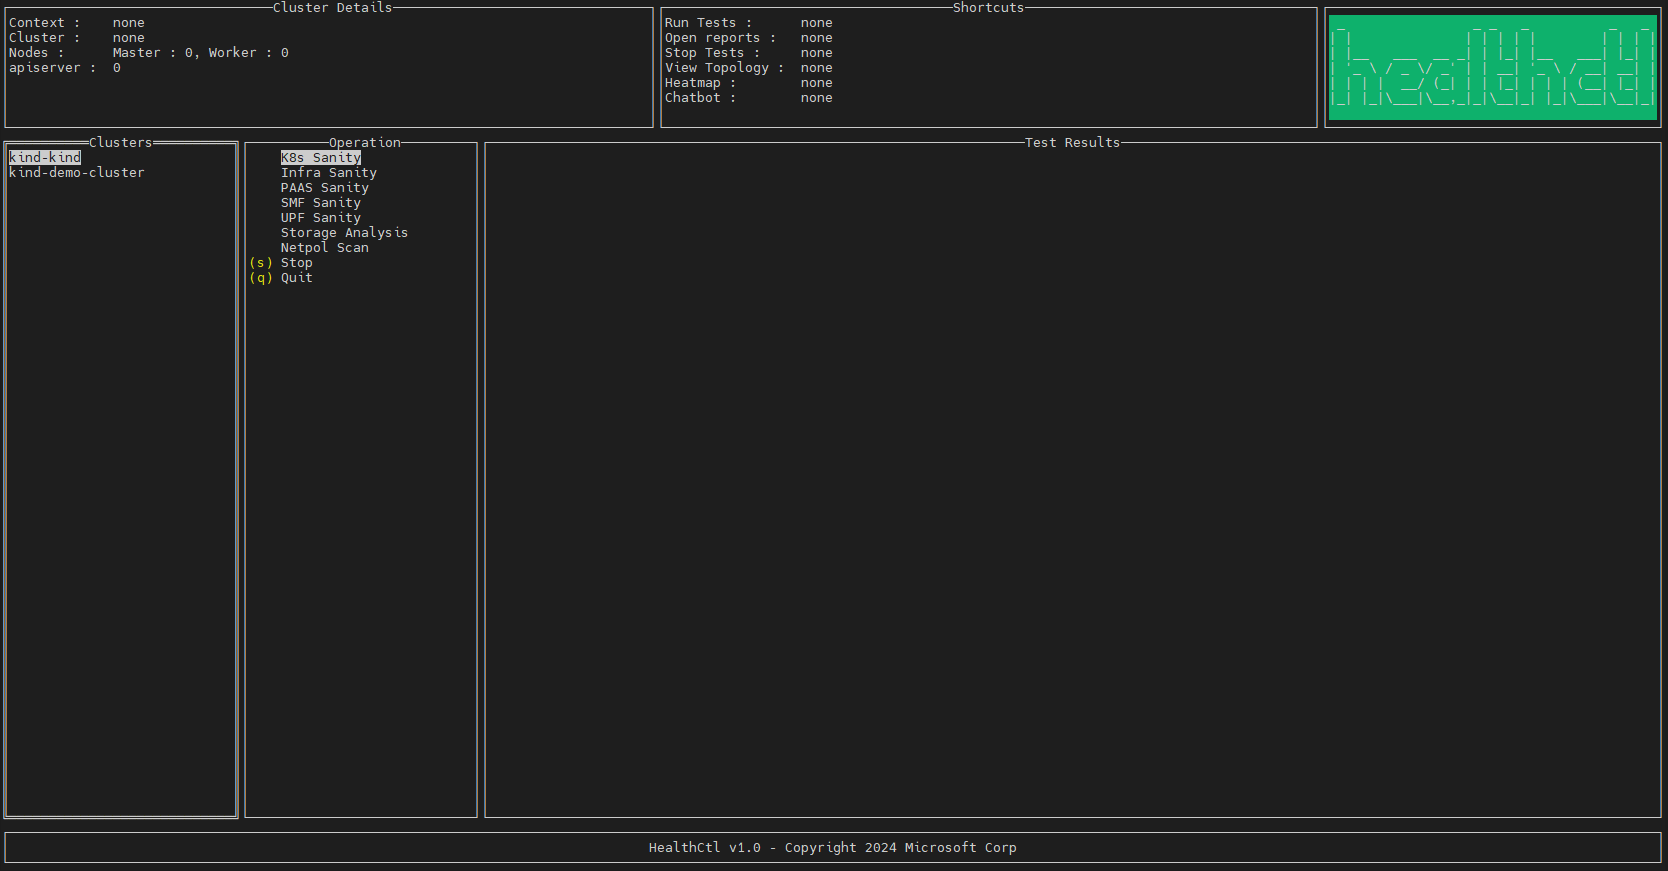 Cluster Details
Context : none
Cluster : none
Nodes : Master : 0, Worker : 0
apiserver : 0
Shortcuts
Run Tests : none
Open reports : none
Stop Tests : none
View Topology : none
Heatmap : none
Chatbot : none
healthctl
Clusters
kind-kind
kind-demo-cluster
Operation
K8s Sanity
Infra Sanity
PAAS Sanity
SMF Sanity
UPF Sanity
Storage Analysis
Netpol Scan
(s) Stop
(q) Quit
Test Results
HealthCtl v1.0 - Copyright 2024 Microsoft Corp